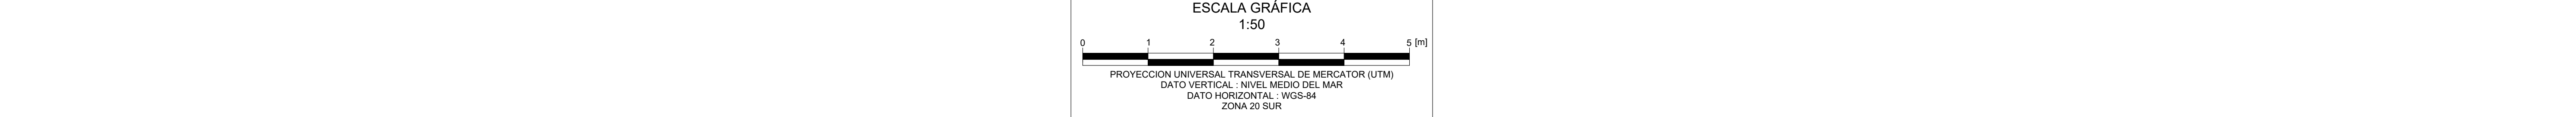 ESCALA GRÁFICA
1:50
0 1 2 3 4 5 [m]
PROYECCION UNIVERSAL TRANSVERSAL DE MERCATOR (UTM)
DATO VERTICAL : NIVEL MEDIO DEL MAR
DATO HORIZONTAL : WGS-84
ZONA 20 SUR